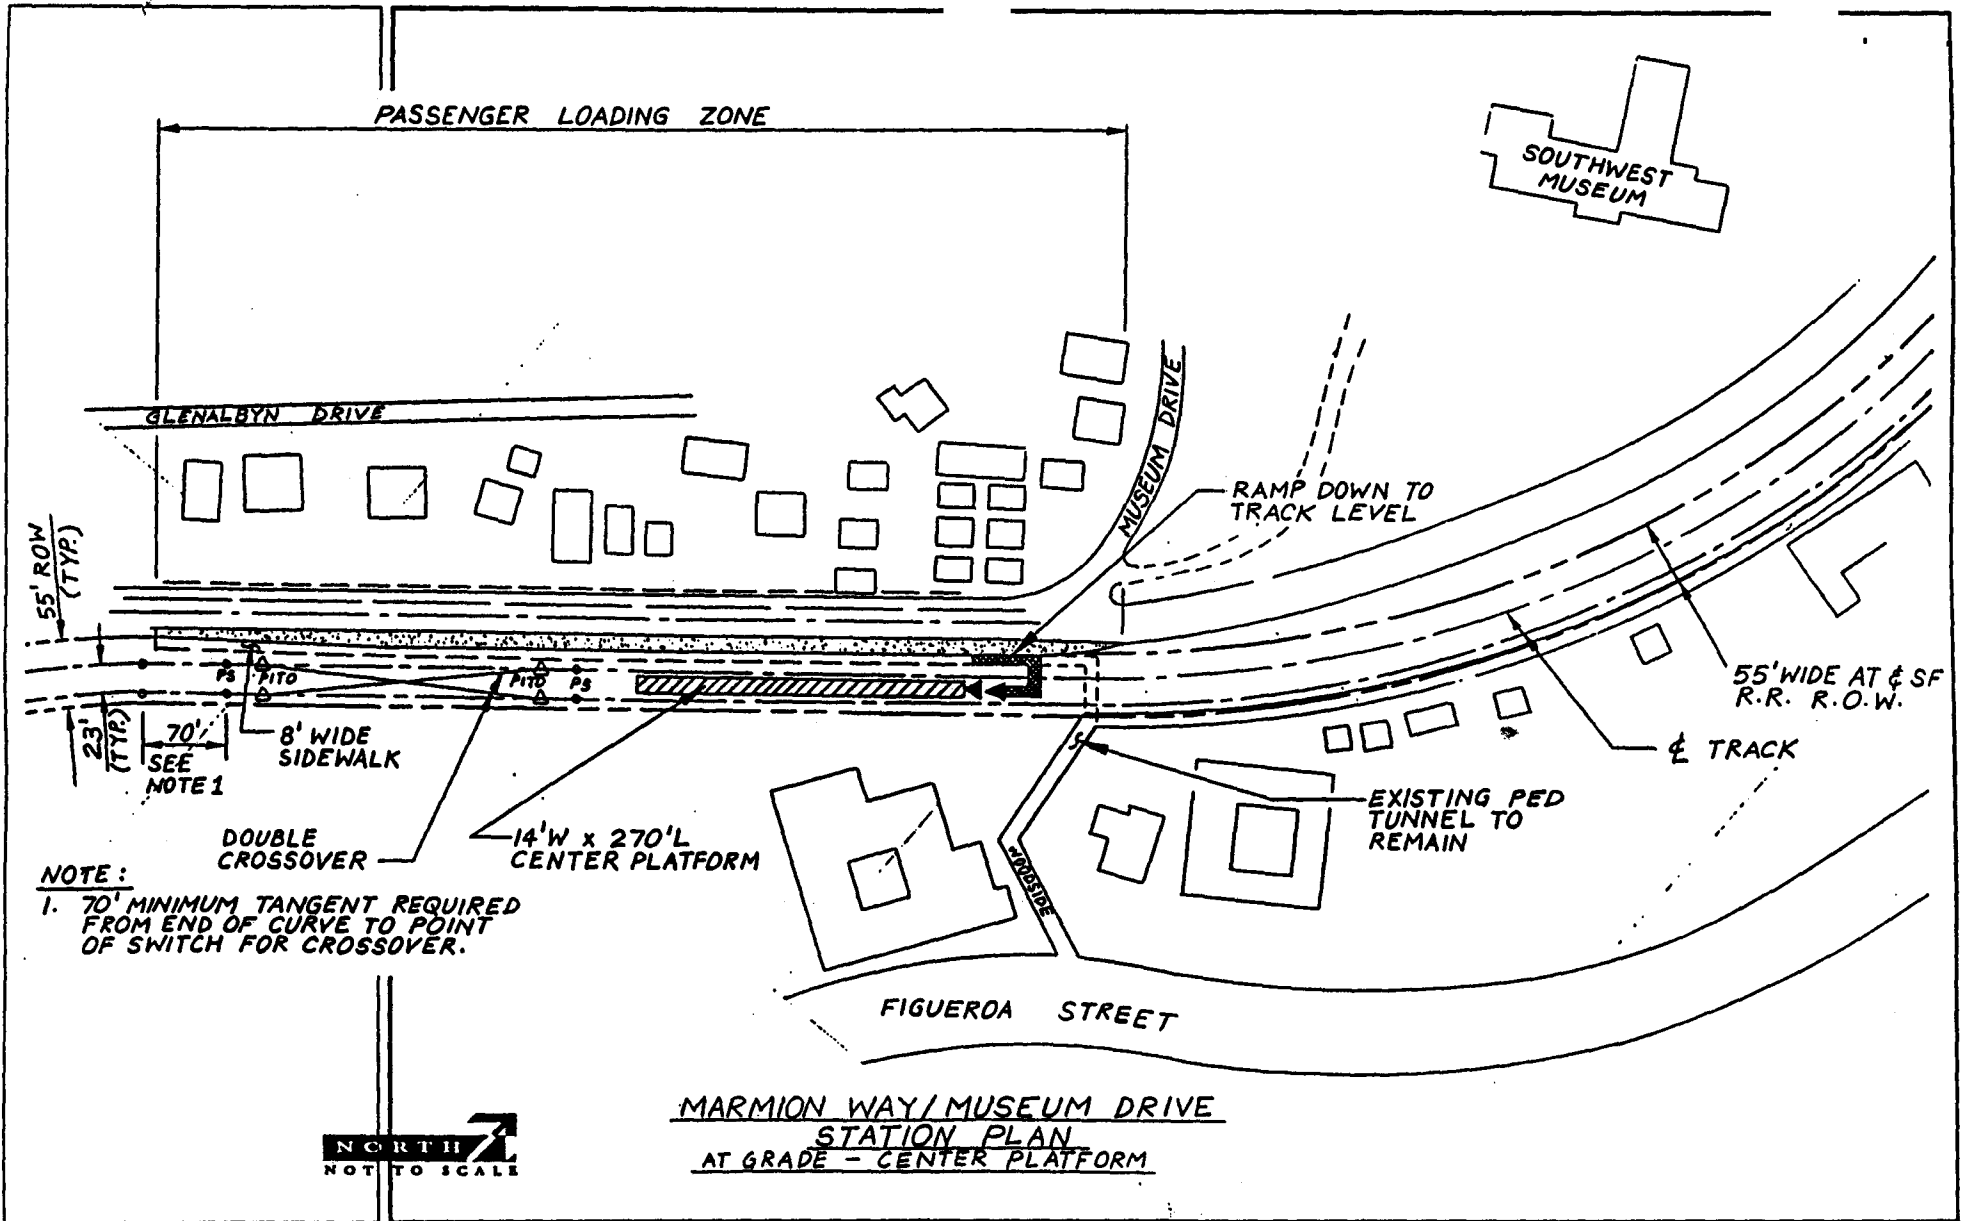 PASSENGER LOADING ZONE
SOUTHWEST
MUSEUM
GLENALBYN DRIVE
MUSEUM DRIVE
RAMP DOWN TO
TRACK LEVEL
55' ROW
(TYP.)
PS
PITO
PITO
PS
23'
(TYP.)
70'
SEE
NOTE 1
8' WIDE
SIDEWALK
55' WIDE AT ₵ SF
R.R. R.O.W.
℄ TRACK
EXISTING PED
TUNNEL TO
REMAIN
DOUBLE
CROSSOVER
14'W x 270'L
CENTER PLATFORM
WOODSIDE
NOTE:
1. 70' MINIMUM TANGENT REQUIRED
FROM END OF CURVE TO POINT
OF SWITCH FOR CROSSOVER.
FIGUEROA STREET
MARMION WAY/MUSEUM DRIVE
STATION PLAN
AT GRADE - CENTER PLATFORM
NORTH
NOT TO SCALE